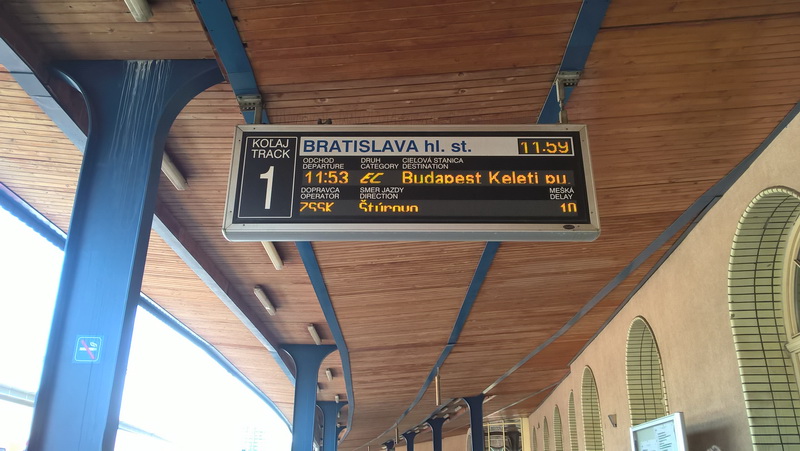 KOĽAJ
TRACK
1
BRATISLAVA hl. st.
11:59
ODCHOD DRUH CIEĽOVÁ STANICA
DEPARTURE CATEGORY DESTINATION
11:53 EC Budapest Keleti pu.
DOPRAVCA SMER JAZDY MEŠKÁ
OPERATOR DIRECTION DELAY
ZSSK Štúrovo 10